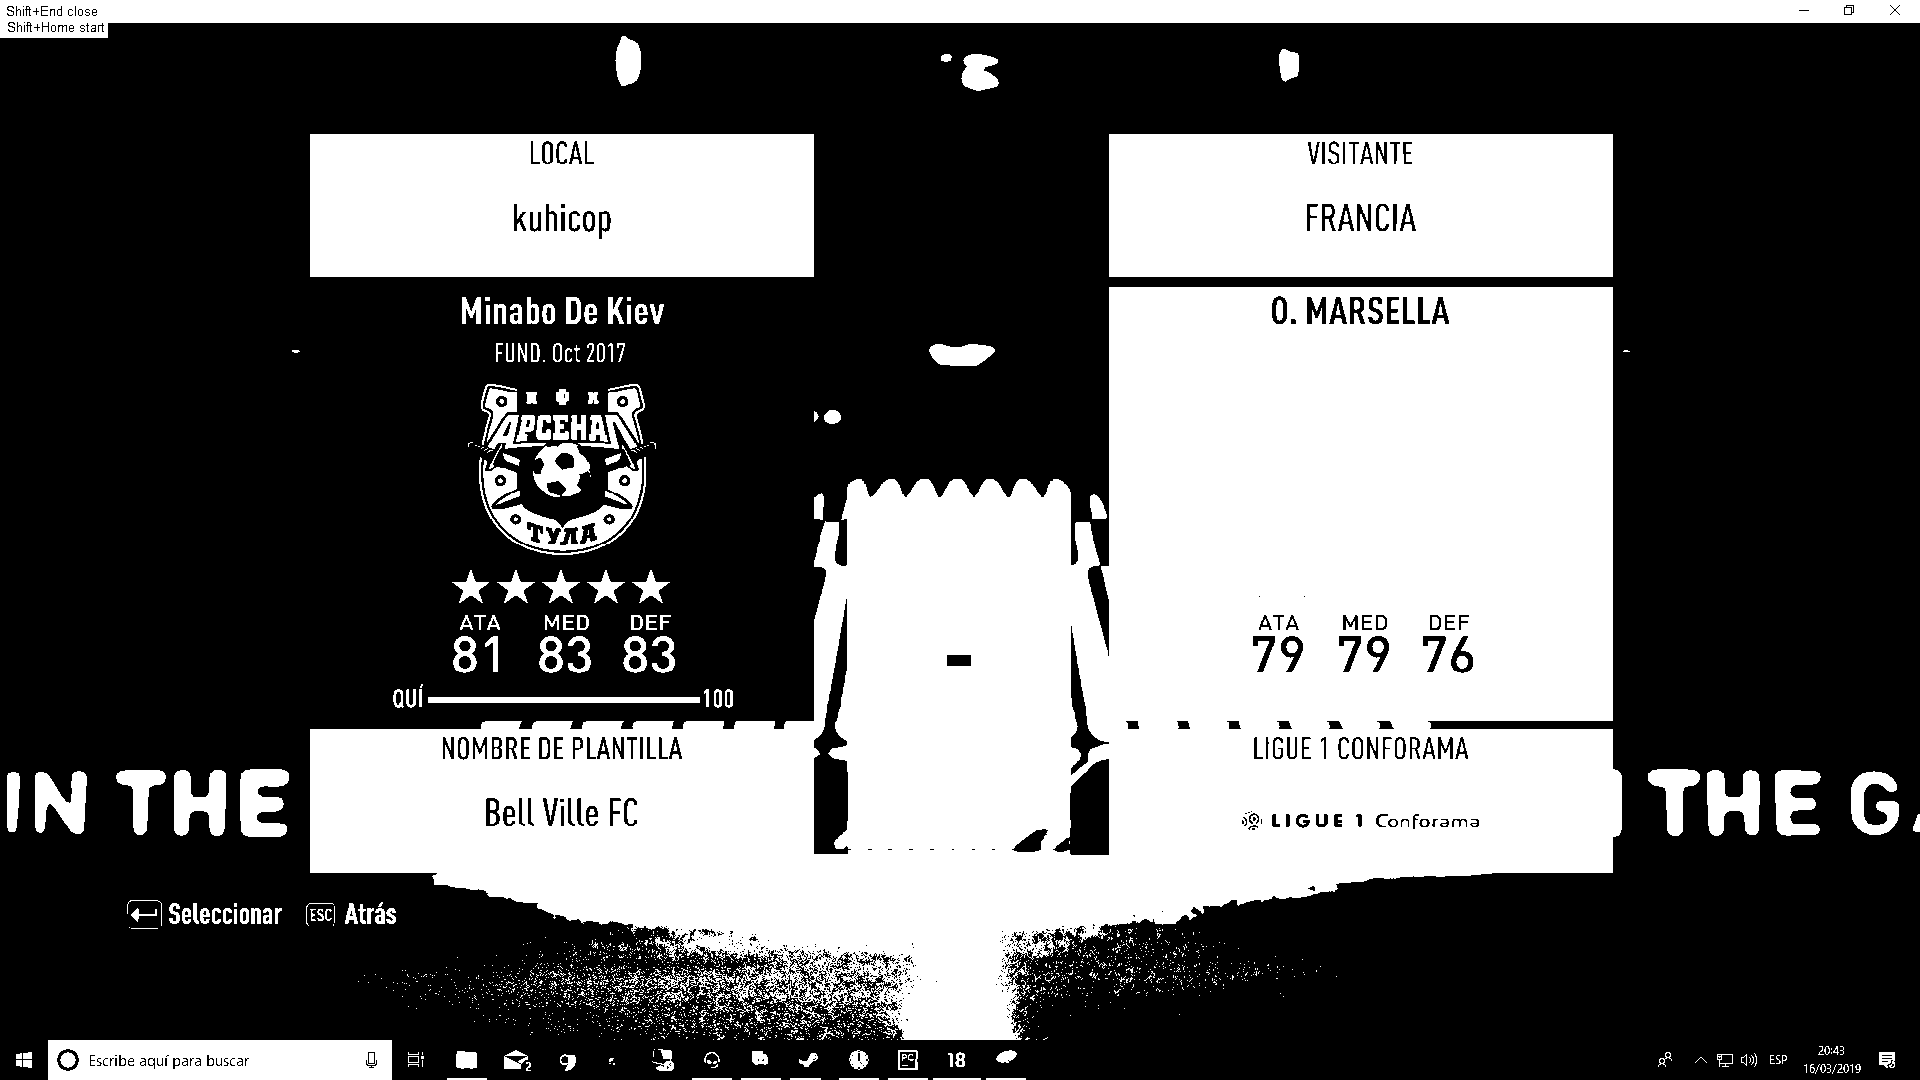 Shift+End close
Shift+Home start
LOCAL
kuhicop
VISITANTE
FRANCIA
Minabo De Kiev
FUND. Oct 2017
АРСЕНАЛ
ТУЛА
ATA MED DEF
81 83 83
QUÍ 100
O. MARSELLA
ATA MED DEF
79 79 76
-
NOMBRE DE PLANTILLA
Bell Ville FC
LIGUE 1 CONFORAMA
LIGUE 1 Conforama
IN THE
THE GA
Seleccionar ESC Atrás
Escribe aquí para buscar
2
PC
18
ESP
20:43
16/03/2019